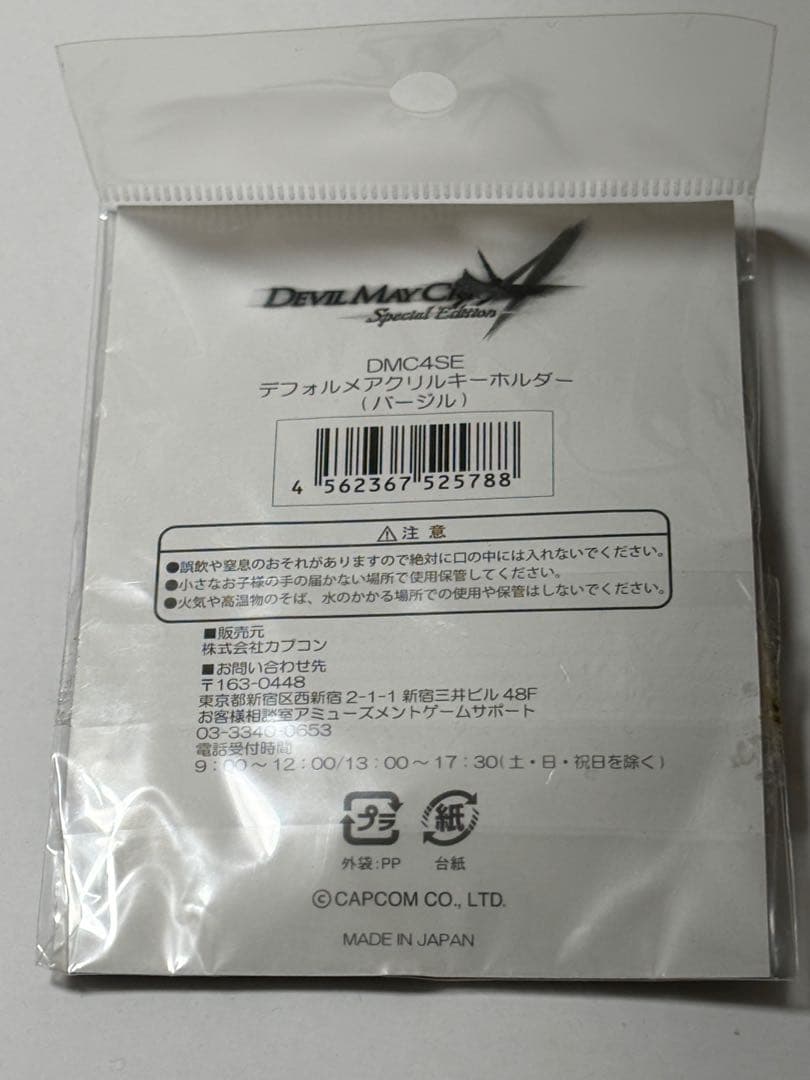 DEVIL MAY CRY 4
Special Edition
DMC4SE
デフォルメアクリルキーホルダー
(バージル)
4 562367 525788
⚠注意
●誤飲や窒息のおそれがありますので絶対に口の中には入れないでください。
●小さなお子様の手の届かない場所で使用保管してください。
●火気や高温物のそば、水のかかる場所での使用や保管はしないでください。
■販売元
株式会社カプコン
■お問い合わせ先
〒163-0448
東京都新宿区西新宿2-1-1新宿三井ビル48F
お客様相談室アミューズメントゲームサポート
03-3340-0653
電話受付時間
9:00～12:00/13:00～17:30(土・日・祝日を除く)
プラ 紙
外袋:PP 台紙
©CAPCOM CO., LTD.
MADE IN JAPAN